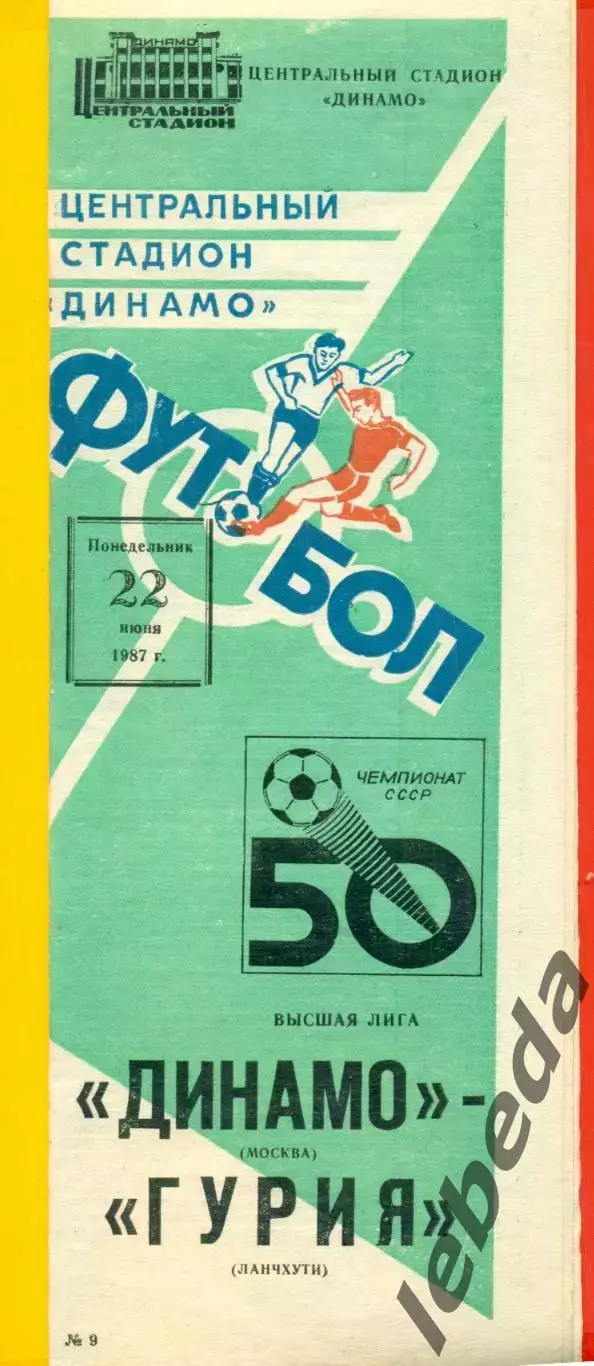 ДИНАМО
ЦЕНТРАЛЬНЫЙ
СТАДИОН
ЦЕНТРАЛЬНЫЙ СТАДИОН
«ДИНАМО»
ЦЕНТРАЛЬНЫЙ
СТАДИОН
«ДИНАМО»
ФУТ
БОЛ
Понедельник
22
июня
1987 г.
ЧЕМПИОНАТ
СССР
50
ВЫСШАЯ ЛИГА
«ДИНАМО» -
(МОСКВА)
«ГУРИЯ»
(ЛАНЧХУТИ)
№ 9
lebeda